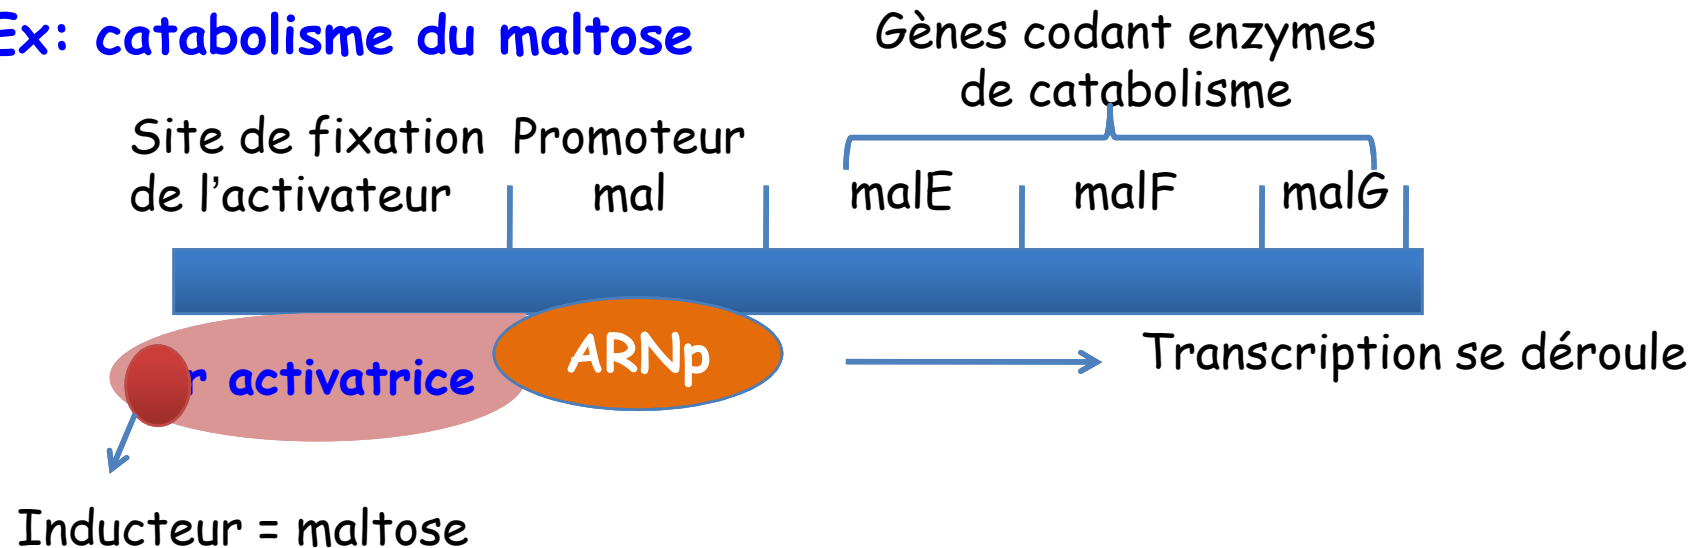 Ex: catabolisme du maltose
Gènes codant enzymes
de catabolisme
Site de fixation
de l’activateur
Promoteur
mal
malE
malF
malG
activatrice
ARNp
Transcription se déroule
Inducteur = maltose